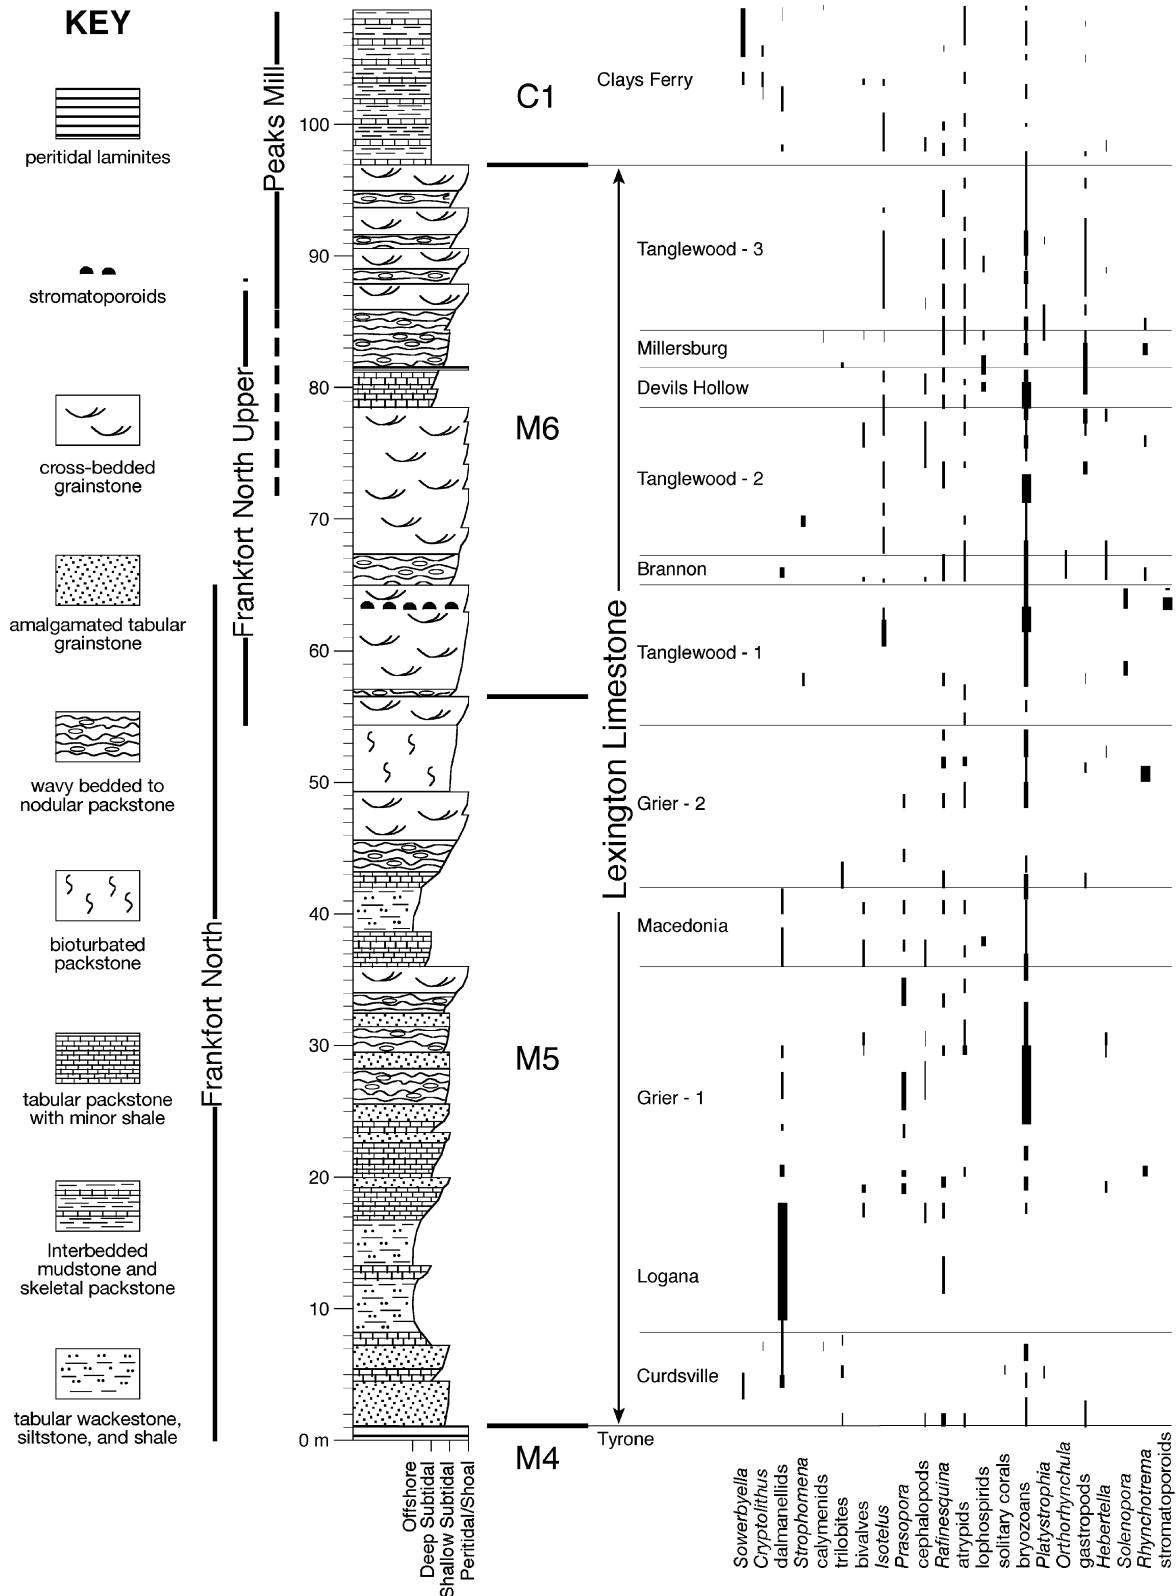 KEY
peritidal laminites
stromatoporoids
cross-bedded
grainstone
amalgamated tabular
grainstone
wavy bedded to
nodular packstone
bioturbated
packstone
tabular packstone
with minor shale
Interbedded
mudstone and
skeletal packstone
tabular wackestone,
siltstone, and shale
Frankfort North
Frankfort North Upper
Peaks Mill
100
90
80
70
60
50
40
30
20
10
0 m
Offshore
Deep Subtidal
Shallow Subtidal
Peritidal/Shoal
C1
M6
M5
M4
Lexington Limestone
Clays Ferry
Tanglewood - 3
Millersburg
Devils Hollow
Tanglewood - 2
Brannon
Tanglewood - 1
Grier - 2
Macedonia
Grier - 1
Logana
Curdsville
Tyrone
Sowerbyella
Cryptolithus
dalmanellids
Strophomena
calymenids
trilobites
bivalves
Isotelus
Prasopora
cephalopods
Rafinesquina
atrypids
lophospirids
solitary corals
bryozoans
Platystrophia
Orthorhynchula
gastropods
Hebertella
Solenopora
Rhynchotrema
stromatoporoids